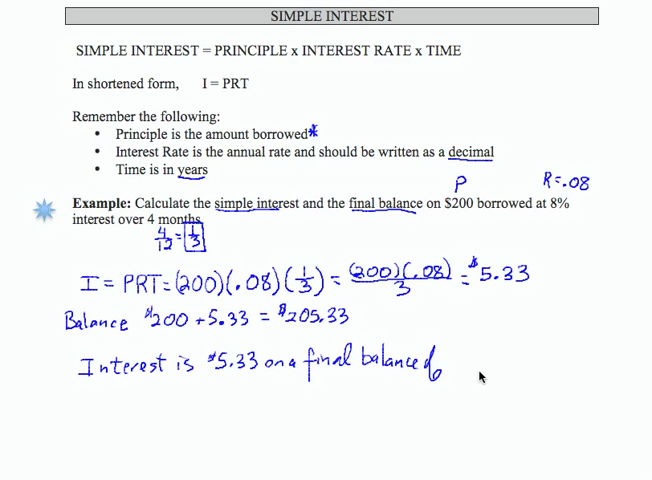 SIMPLE INTEREST
SIMPLE INTEREST = PRINCIPLE x INTEREST RATE x TIME
In shortened form, I = PRT
Remember the following:
• Principle is the amount borrowed*
• Interest Rate is the annual rate and should be written as a decimal
• Time is in years
P R=.08
Example: Calculate the simple interest and the final balance on $200 borrowed at 8%
interest over 4 months.
4/12 = 1/3
I = PRT = (200)(.08)(1/3) = (200)(.08)/3 = $5.33
Balance $200 + 5.33 = $205.33
Interest is $5.33 on a final balance of